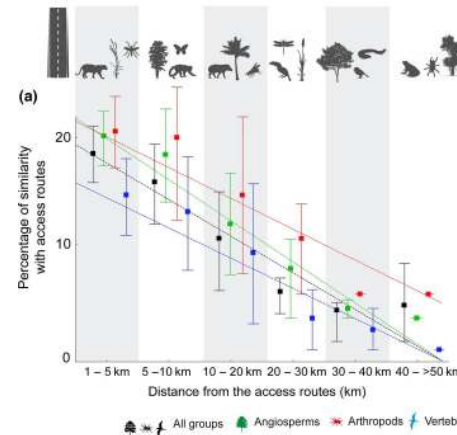 (a)
Percentage of similarity
with access routes
20
10
0
1 – 5 km
5 – 10 km
10 – 20 km
20 – 30 km
30 – 40 km
40 – >50 km
Distance from the access routes (km)
All groups
Angiosperms
Arthropods
Verteb